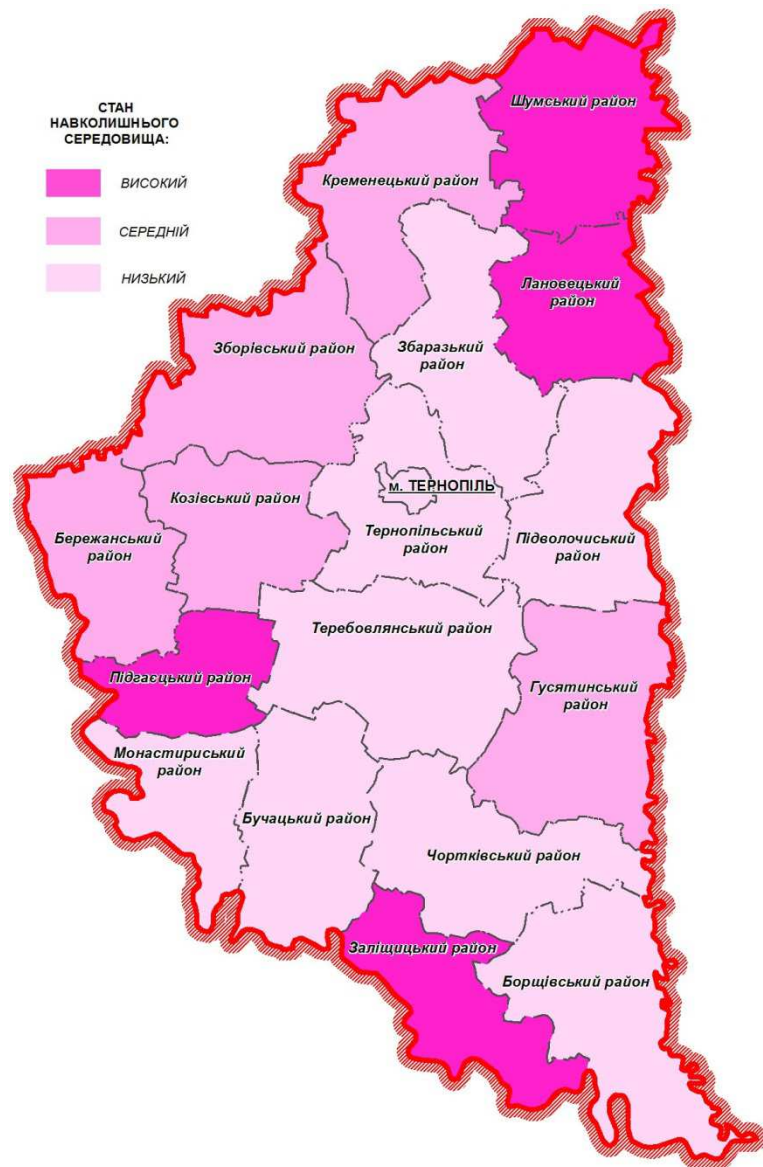 СТАН
НАВКОЛИШНЬОГО
СЕРЕДОВИЩА:
ВИСОКИЙ
СЕРЕДНІЙ
НИЗЬКИЙ
Шумський район
Кременецький район
Лановецький
район
Зборівський район
Збаразький
район
м. ТЕРНОПІЛЬ
Козівський район
Бережанський
район
Тернопільський
район
Підволочиський
район
Теребовлянський район
Підгаєцький район
Гусятинський
район
Монастириський
район
Бучацький район
Чортківський район
Заліщицький район
Борщівський район